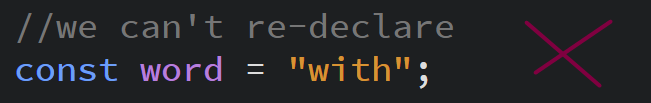 //we can't re-declare
const word = "with";